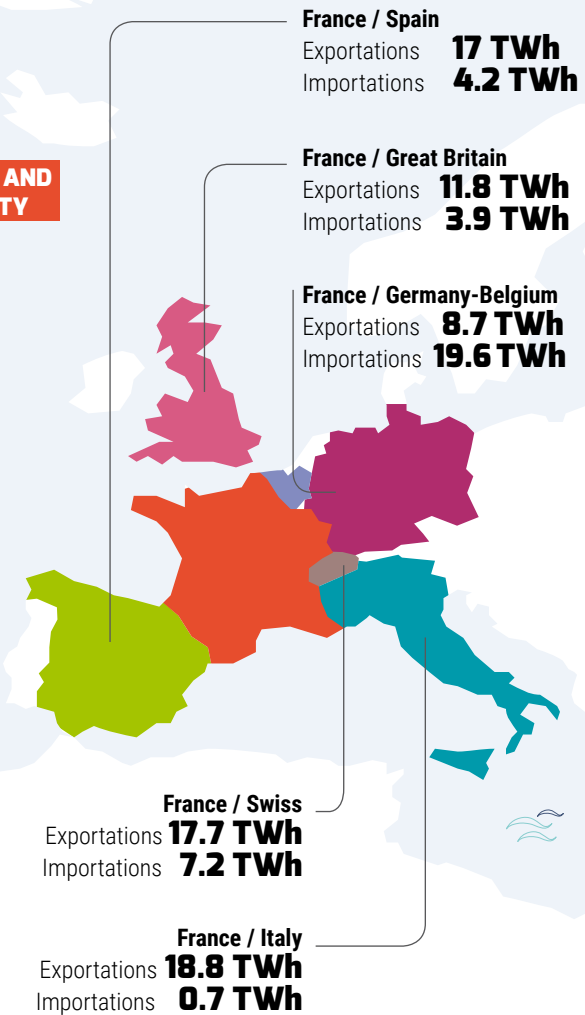 France / Spain
Exportations 17 TWh
Importations 4.2 TWh
AND
TY
France / Great Britain
Exportations 11.8 TWh
Importations 3.9 TWh
France / Germany-Belgium
Exportations 8.7 TWh
Importations 19.6 TWh
France / Swiss
Exportations 17.7 TWh
Importations 7.2 TWh
France / Italy
Exportations 18.8 TWh
Importations 0.7 TWh